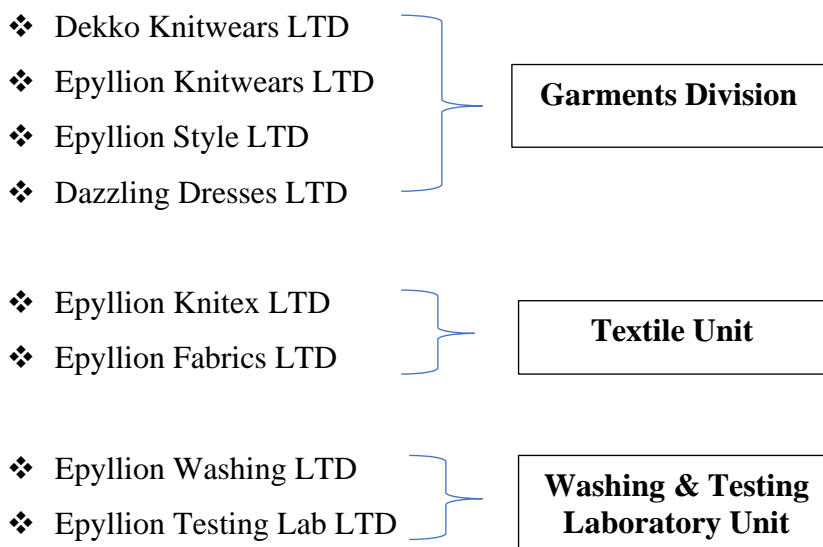 ❖ Dekko Knitwears LTD
❖ Epyllion Knitwears LTD
❖ Epyllion Style LTD
❖ Dazzling Dresses LTD
Garments Division
❖ Epyllion Knitex LTD
❖ Epyllion Fabrics LTD
Textile Unit
❖ Epyllion Washing LTD
❖ Epyllion Testing Lab LTD
Washing & Testing
Laboratory Unit